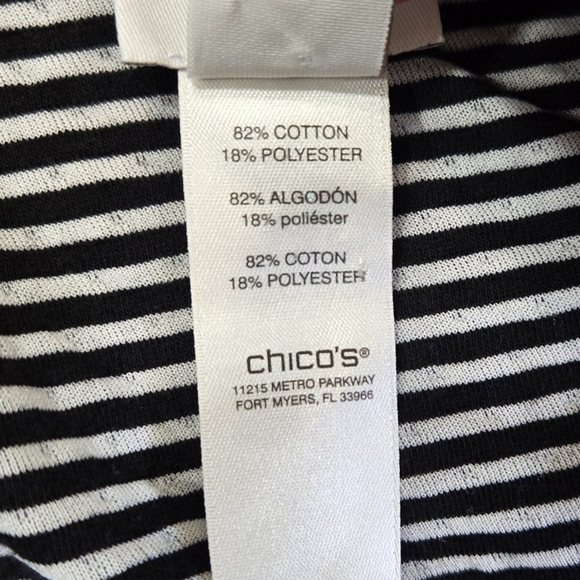 82% COTTON
18% POLYESTER
82% ALGODÓN
18% poliéster
82% COTON
18% POLYESTER
chico's®
11215 METRO PARKWAY
FORT MYERS, FL 33966